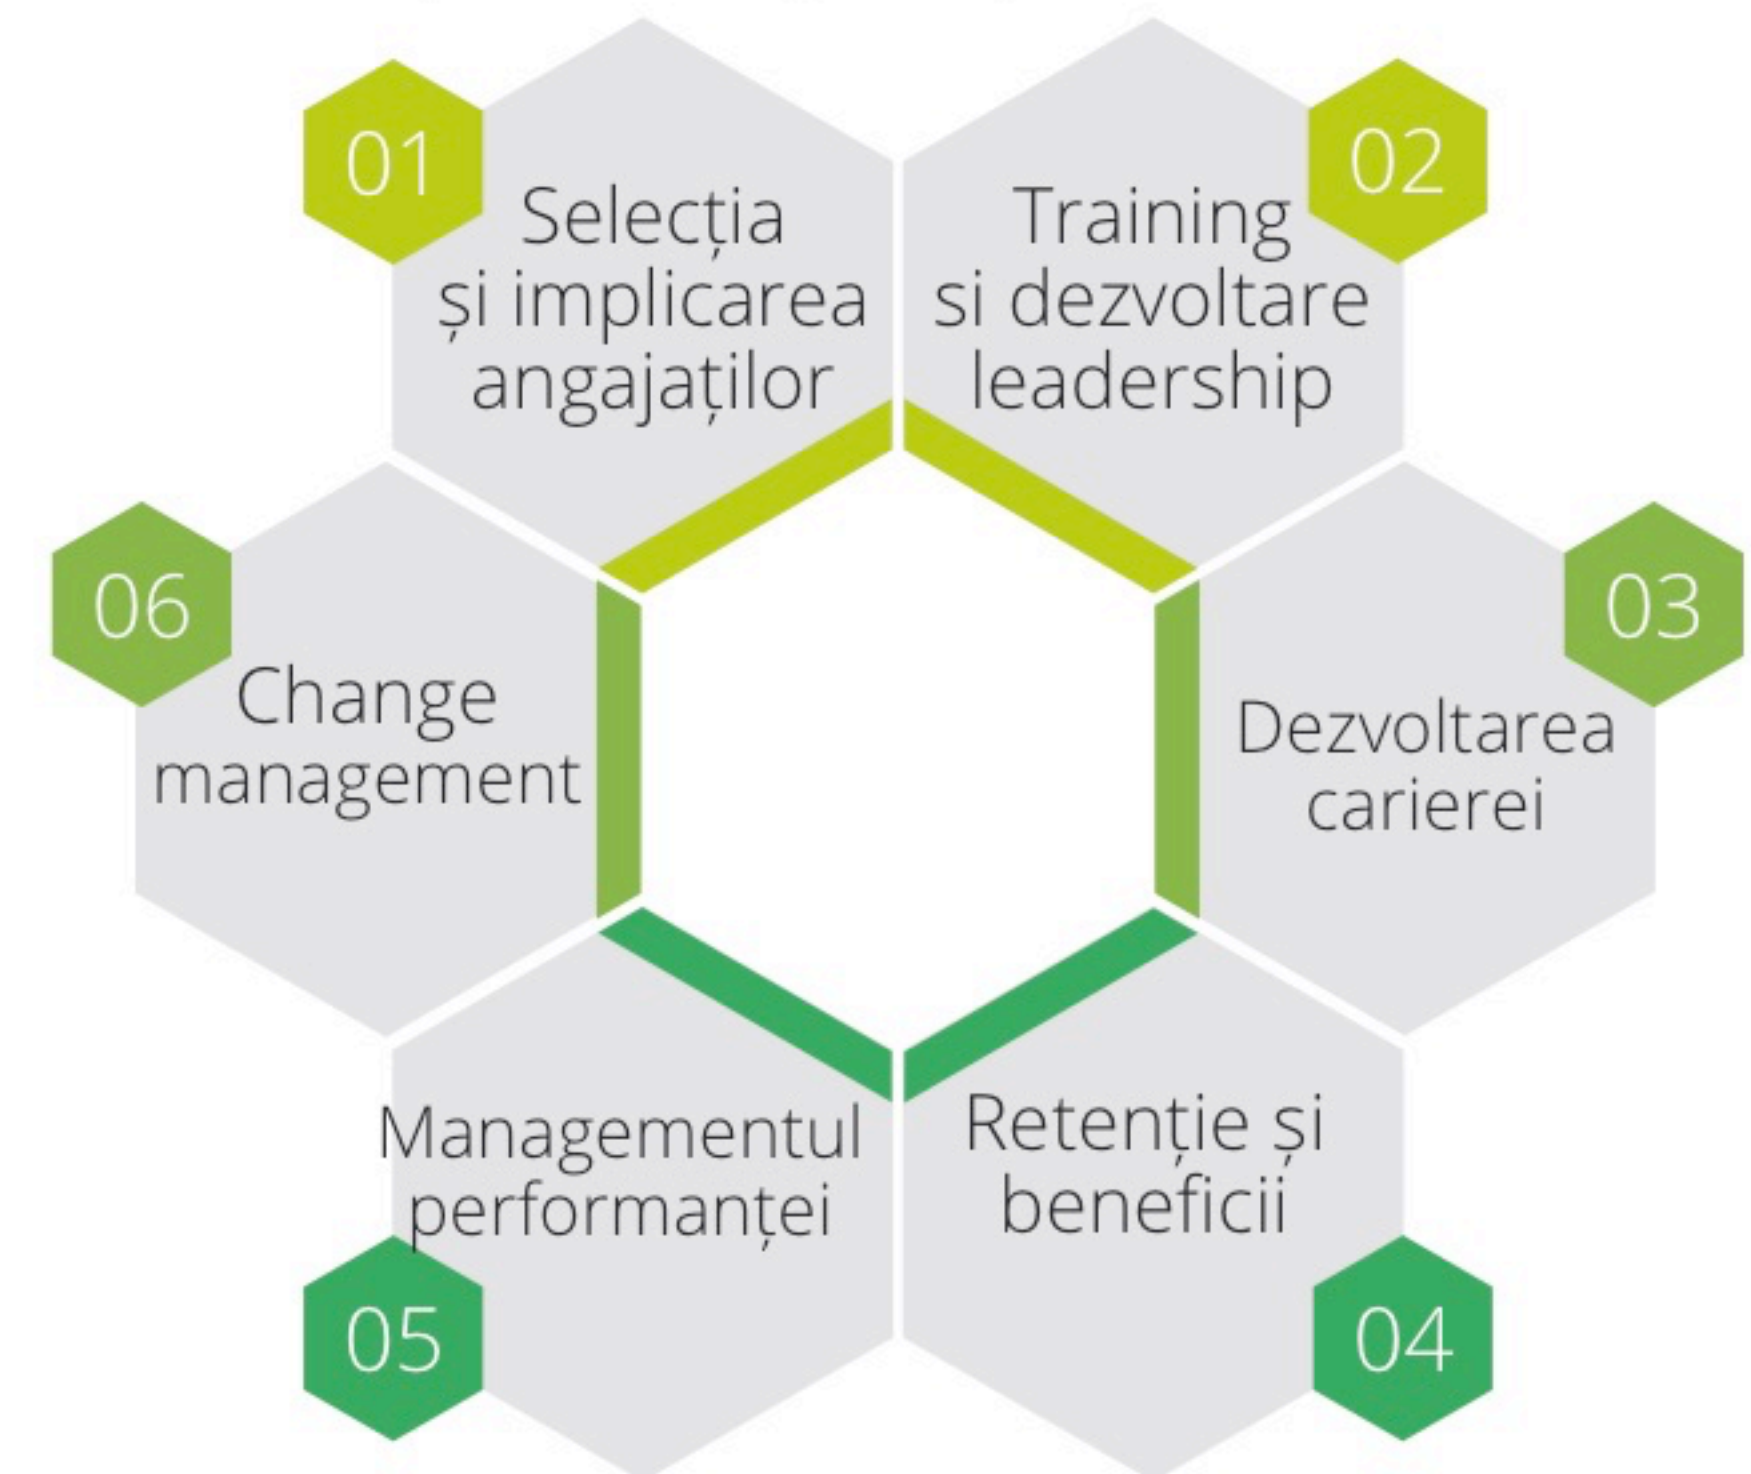 01
Selecția
și implicarea
angajaților
02
Training
si dezvoltare
leadership
03
Dezvoltarea
carierei
04
Retenție și
beneficii
05
Managementul
performanței
06
Change
management